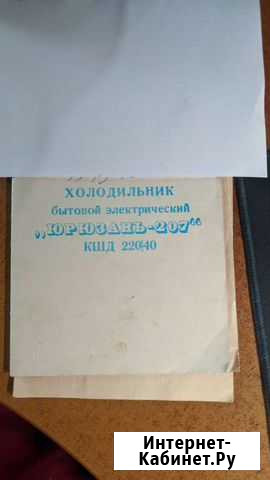 ХОЛОДИЛЬНИК
бытовой электрический
„ЮРЮЗАНЬ-207“
КШД 220/40
Интернет-
Кабинет.Ру